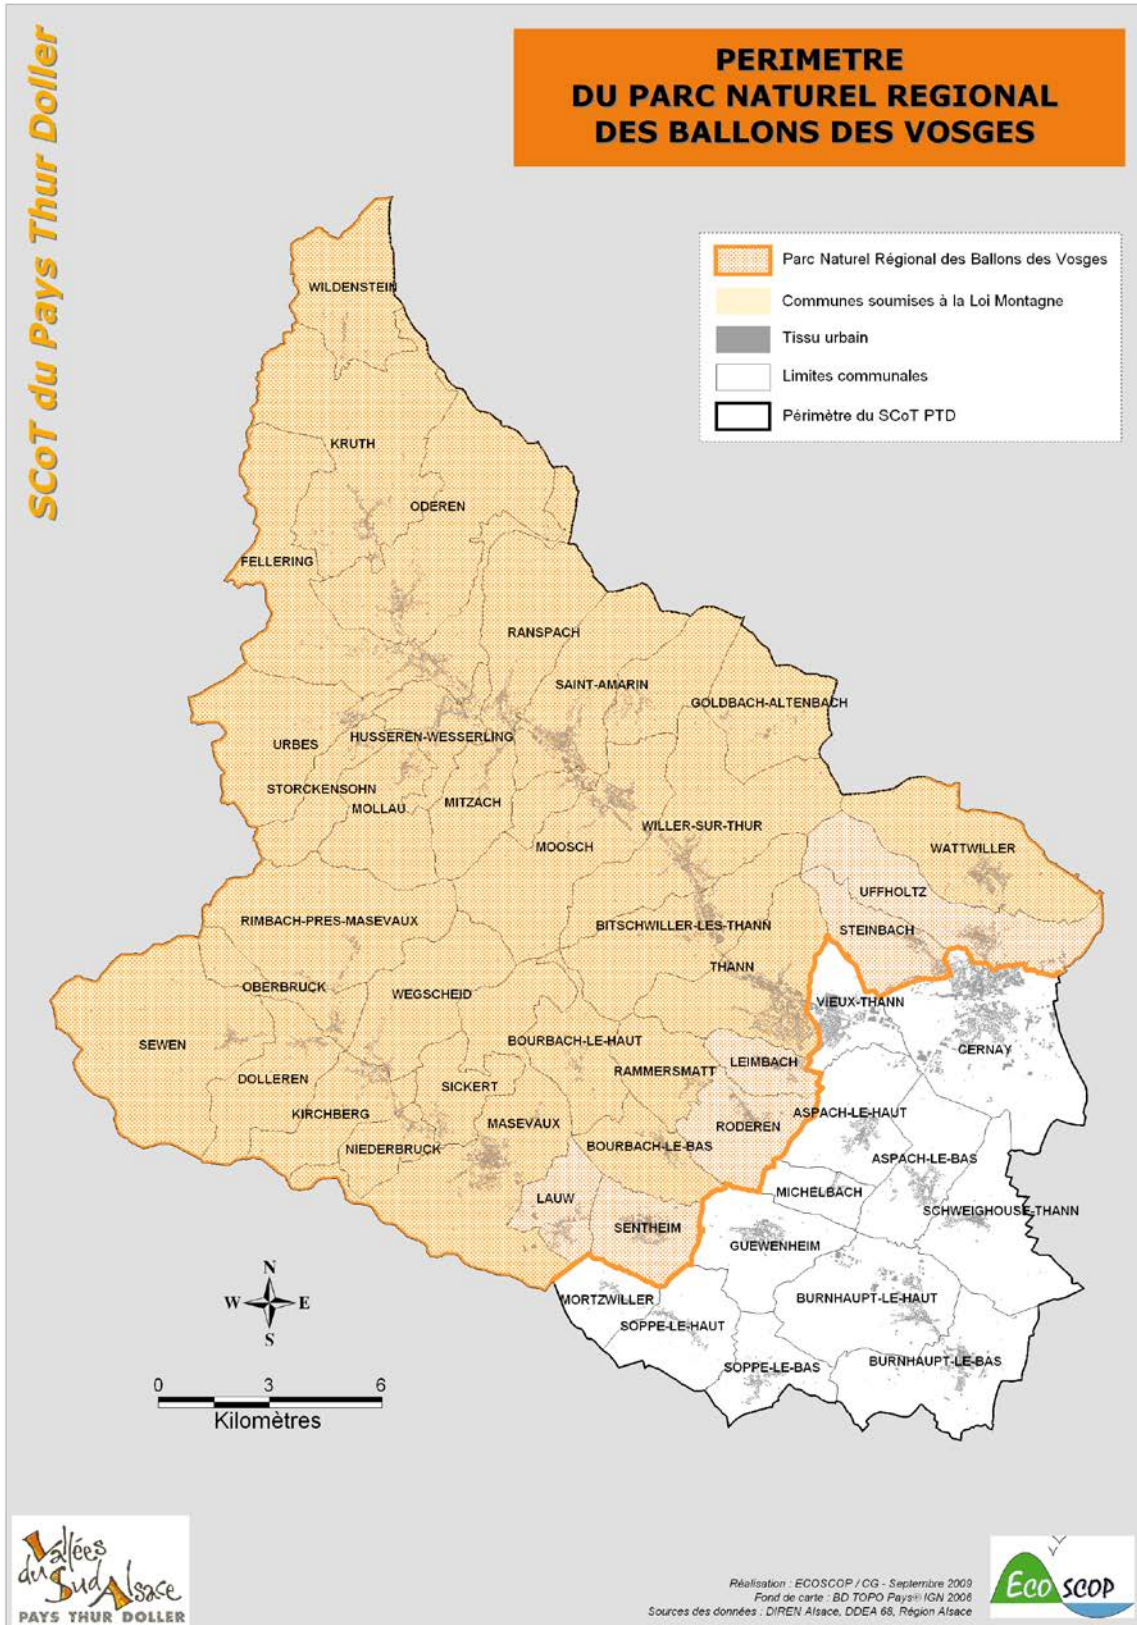 SCoT du Pays Thur Doller
PERIMETRE
DU PARC NATUREL REGIONAL
DES BALLONS DES VOSGES
Parc Naturel Régional des Ballons des Vosges
Communes soumises à la Loi Montagne
Tissu urbain
Limites communales
Périmètre du SCoT PTD
WILDENSTEIN
KRUTH
ODEREN
FELLERING
RANSPACH
SAINT-AMARIN
GOLDBACH-ALTENBACH
HUSSEREN-WESSERLING
URBES
STORCKENSOHN
MOLLAU
MITZACH
WILLER-SUR-THUR
MOOSCH
WATTWILLER
UFFHOLTZ
RIMBACH-PRES-MASEVAUX
BITSCHWILLER-LES-THANN
STEINBACH
THANN
OBERBRUCK
WEGSCHEID
VIEUX-THANN
SEWEN
BOURBACH-LE-HAUT
CERNAY
LEIMBACH
RAMMERSMATT
DOLLEREN
SICKERT
KIRCHBERG
MASEVAUX
ASPACH-LE-HAUT
RODEREN
NIEDERBRUCK
BOURBACH-LE-BAS
ASPACH-LE-BAS
MICHELBACH
LAUW
SCHWEIGHOUSE-THANN
SENTHEIM
GUEWENHEIM
MORTZWILLER
BURNHAUPT-LE-HAUT
SOPPE-LE-HAUT
SOPPE-LE-BAS
BURNHAUPT-LE-BAS
N
W E
S
0 3 6
Kilomètres
Vallées
du Sud Alsace
PAYS THUR DOLLER
Réalisation : ECOSCOP / CG - Septembre 2009
Fond de carte : BD TOPO Pays® IGN 2006
Sources des données : DIREN Alsace, DDEA 68, Région Alsace
Eco SCOP